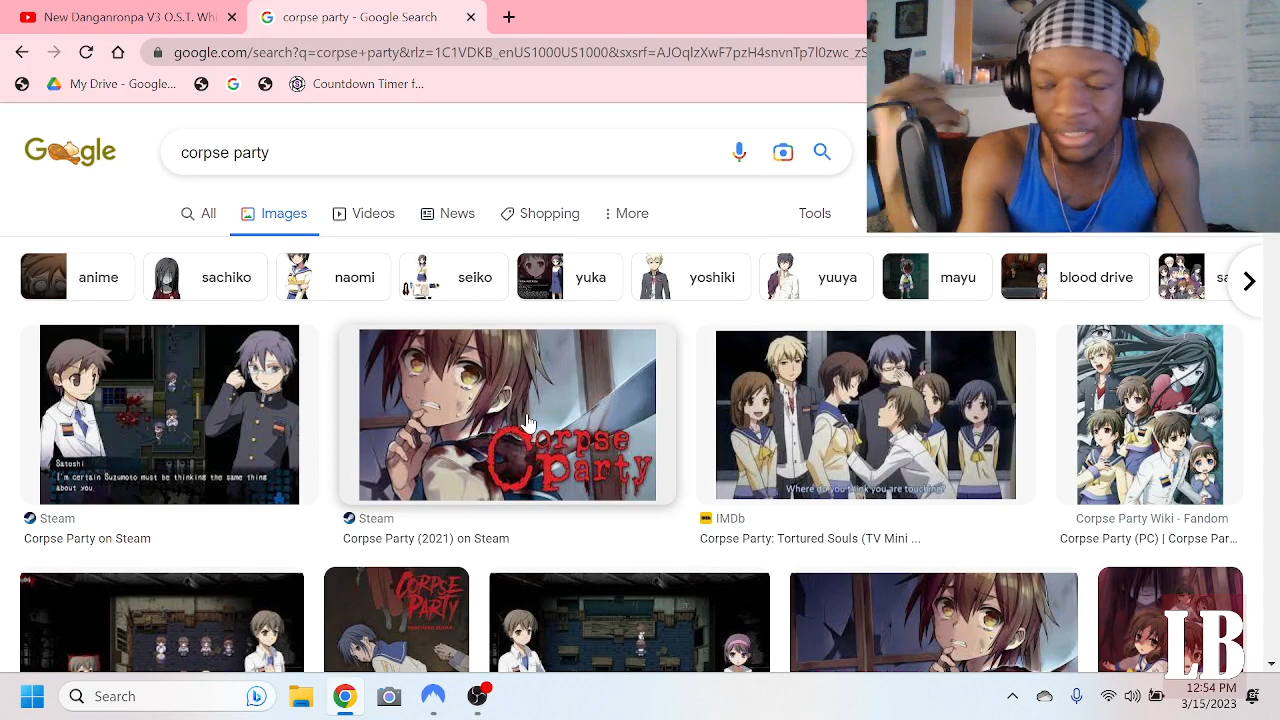 New Danganronpa V3 O.S.T. Wh
corpse party - Google Search
google.com/search?q=corpse+party&rlz=1C1VDKB_enUS1000US1000&sxsrf=AJOqlzXwF7pzH4snvnTp7l0zwc_zS
My Drive - Google...
Countdown Timer f...
Google
corpse party
All
Images
Videos
News
Shopping
More
Tools
anime
chiko
naomi
seiko
yuka
yoshiki
yuuya
mayu
blood drive
sa
Satoshi
I'm certain Suzumoto must be thinking the same thing
about you.
Corpse
Party
Where do you think you are touching?
Steam
Corpse Party on Steam
Steam
Corpse Party (2021) on Steam
IMDb
Corpse Party: Tortured Souls (TV Mini ...
Corpse Party Wiki - Fandom
Corpse Party (PC) | Corpse Par...
CORPSE
PARTY
LB
Search
12:54 PM
3/15/2023